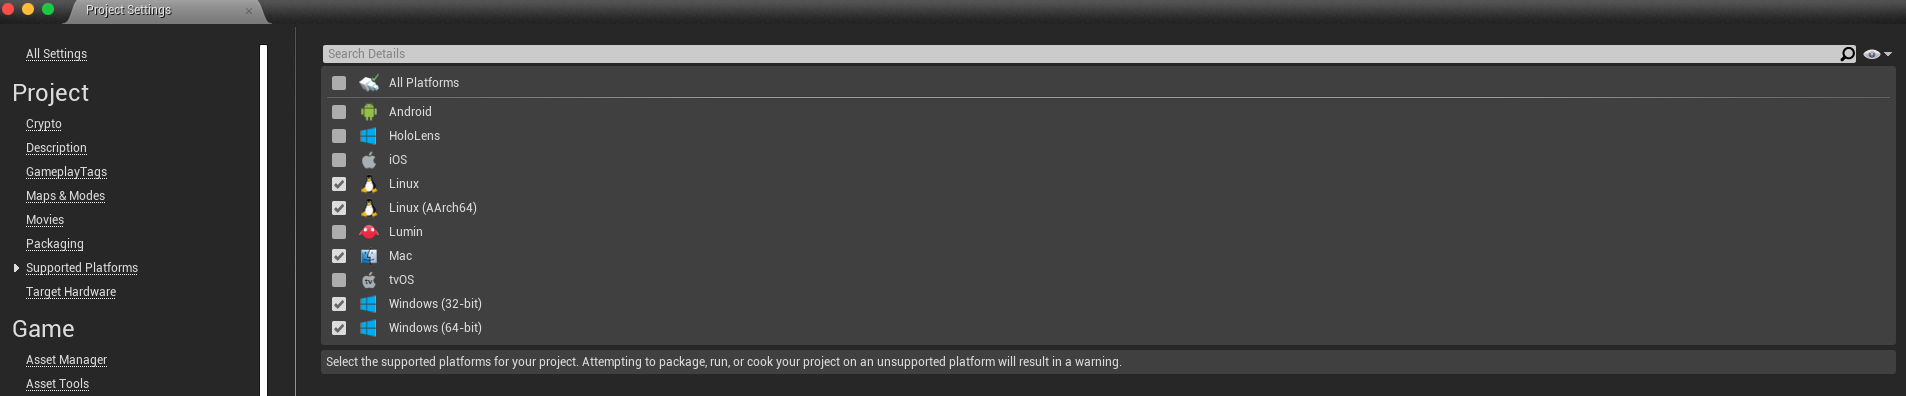 Project Settings
All Settings
Project
Crypto
Description
GameplayTags
Maps & Modes
Movies
Packaging
Supported Platforms
Target Hardware
Game
Asset Manager
Asset Tools
Search Details
All Platforms
Android
HoloLens
iOS
Linux
Linux (AArch64)
Lumin
Mac
tvOS
Windows (32-bit)
Windows (64-bit)
Select the supported platforms for your project. Attempting to package, run, or cook your project on an unsupported platform will result in a warning.